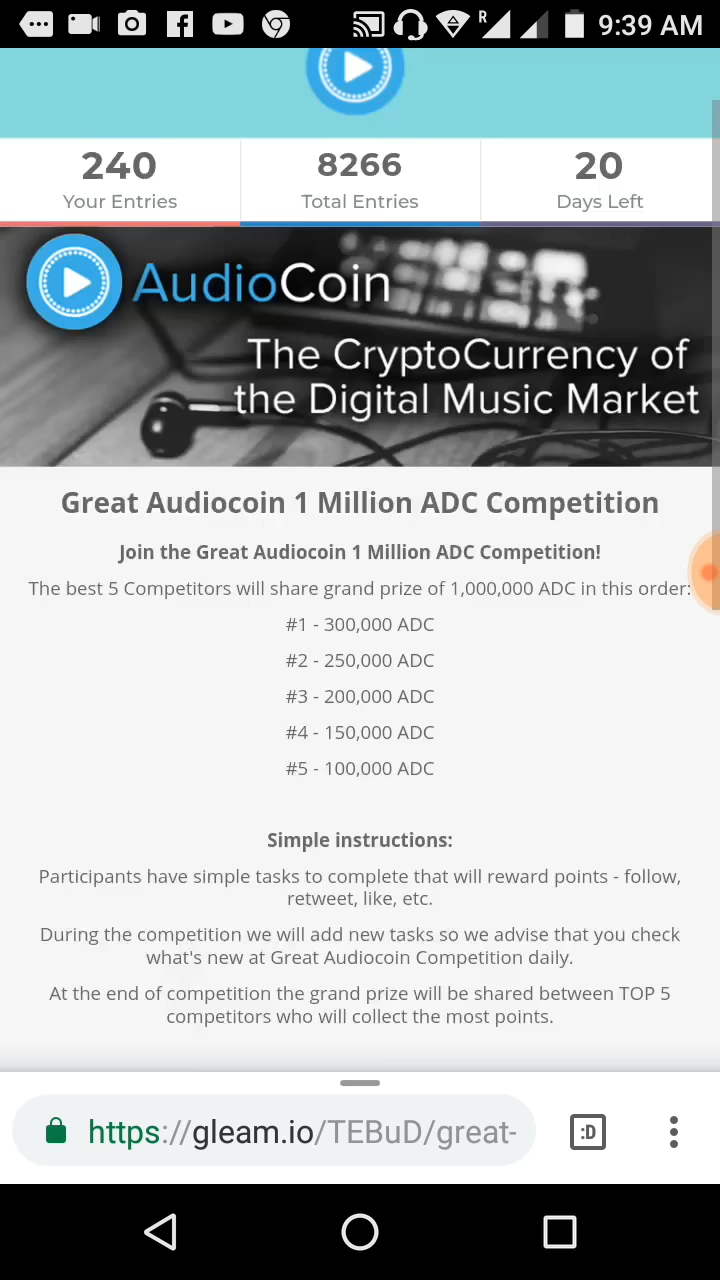 R 9:39 AM
240 8266 20
Your Entries Total Entries Days Left
AudioCoin
The CryptoCurrency of
the Digital Music Market
Great Audiocoin 1 Million ADC Competition
Join the Great Audiocoin 1 Million ADC Competition!
The best 5 Competitors will share grand prize of 1,000,000 ADC in this order:
#1 - 300,000 ADC
#2 - 250,000 ADC
#3 - 200,000 ADC
#4 - 150,000 ADC
#5 - 100,000 ADC
Simple instructions:
Participants have simple tasks to complete that will reward points - follow,
retweet, like, etc.
During the competition we will add new tasks so we advise that you check
what's new at Great Audiocoin Competition daily.
At the end of competition the grand prize will be shared between TOP 5
competitors who will collect the most points.
https://gleam.io/TEBuD/great- :D